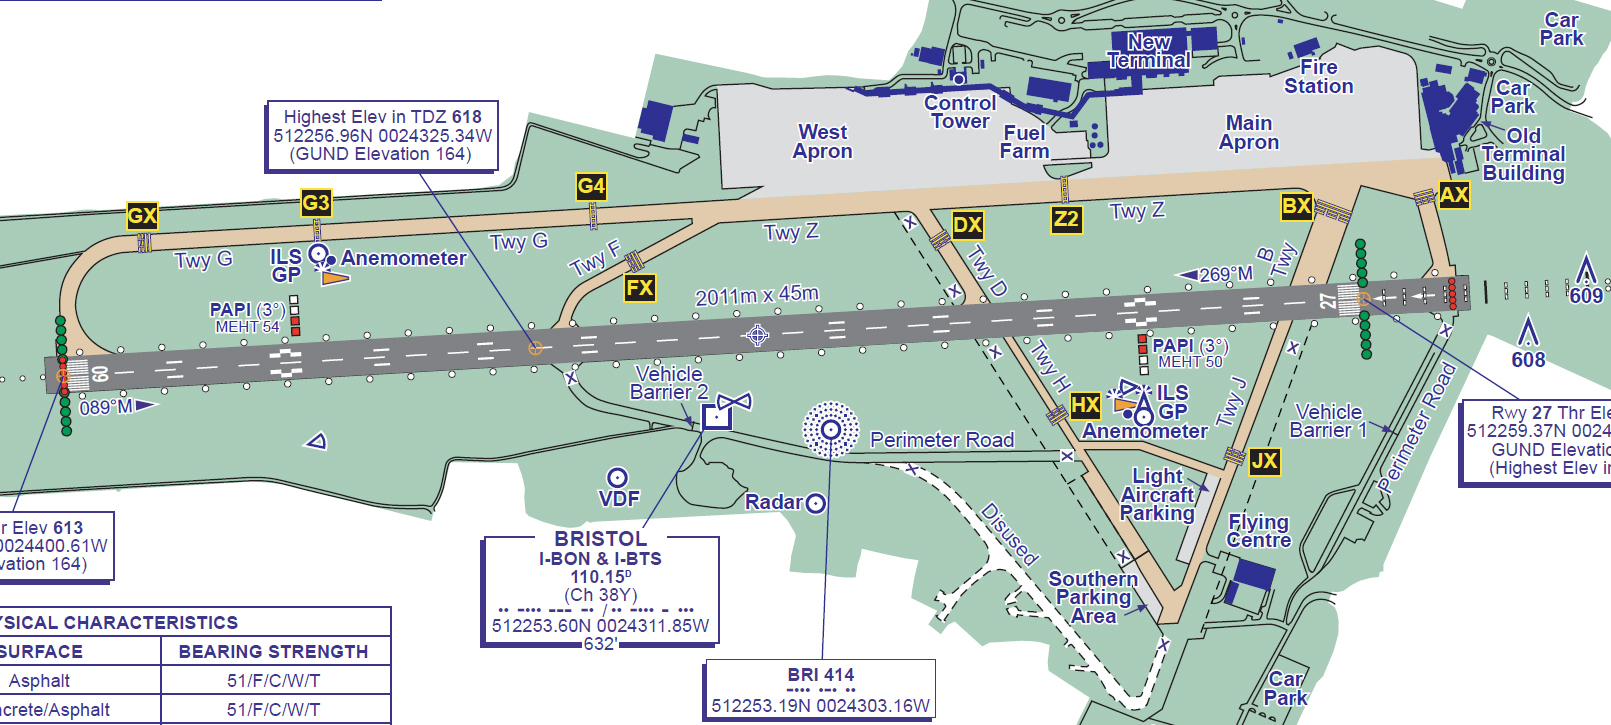 Car
Park
New
Terminal
Fire
Station
Car
Park
Control
Tower
Fuel
Farm
West
Apron
Main
Apron
Old
Terminal
Building
Highest Elev in TDZ 618
512256.96N 0024325.34W
(GUND Elevation 164)
GX
G3
G4
Z2
DX
BX
AX
Twy G
Twy G
Twy F
Twy Z
Twy Z
Twy D
B
Twy
ILS
GP
Anemometer
FX
PAPI (3°)
MEHT 54
2011m x 45m
269°M
27
609
608
09
089°M
Vehicle
Barrier 2
Twy H
PAPI (3°)
MEHT 50
HX
ILS
GP
Anemometer
Twy J
Vehicle
Barrier 1
Perimeter Road
Perimeter Road
JX
Rwy 27 Thr Ele
512259.37N 0024
GUND Elevatio
(Highest Elev in
VDF
Radar
Light
Aircraft
Parking
Flying
Centre
Disused
Southern
Parking
Area
r Elev 613
0024400.61W
vation 164)
BRISTOL
I-BON & I-BTS
110.15D
(Ch 38Y)
·· -··· --- -· / ·· -··· - ···
512253.60N 0024311.85W
632'
BRI 414
-··· ·-· ··
512253.19N 0024303.16W
Car
Park
YSICAL CHARACTERISTICS
SURFACE BEARING STRENGTH
Asphalt 51/F/C/W/T
ncrete/Asphalt 51/F/C/W/T